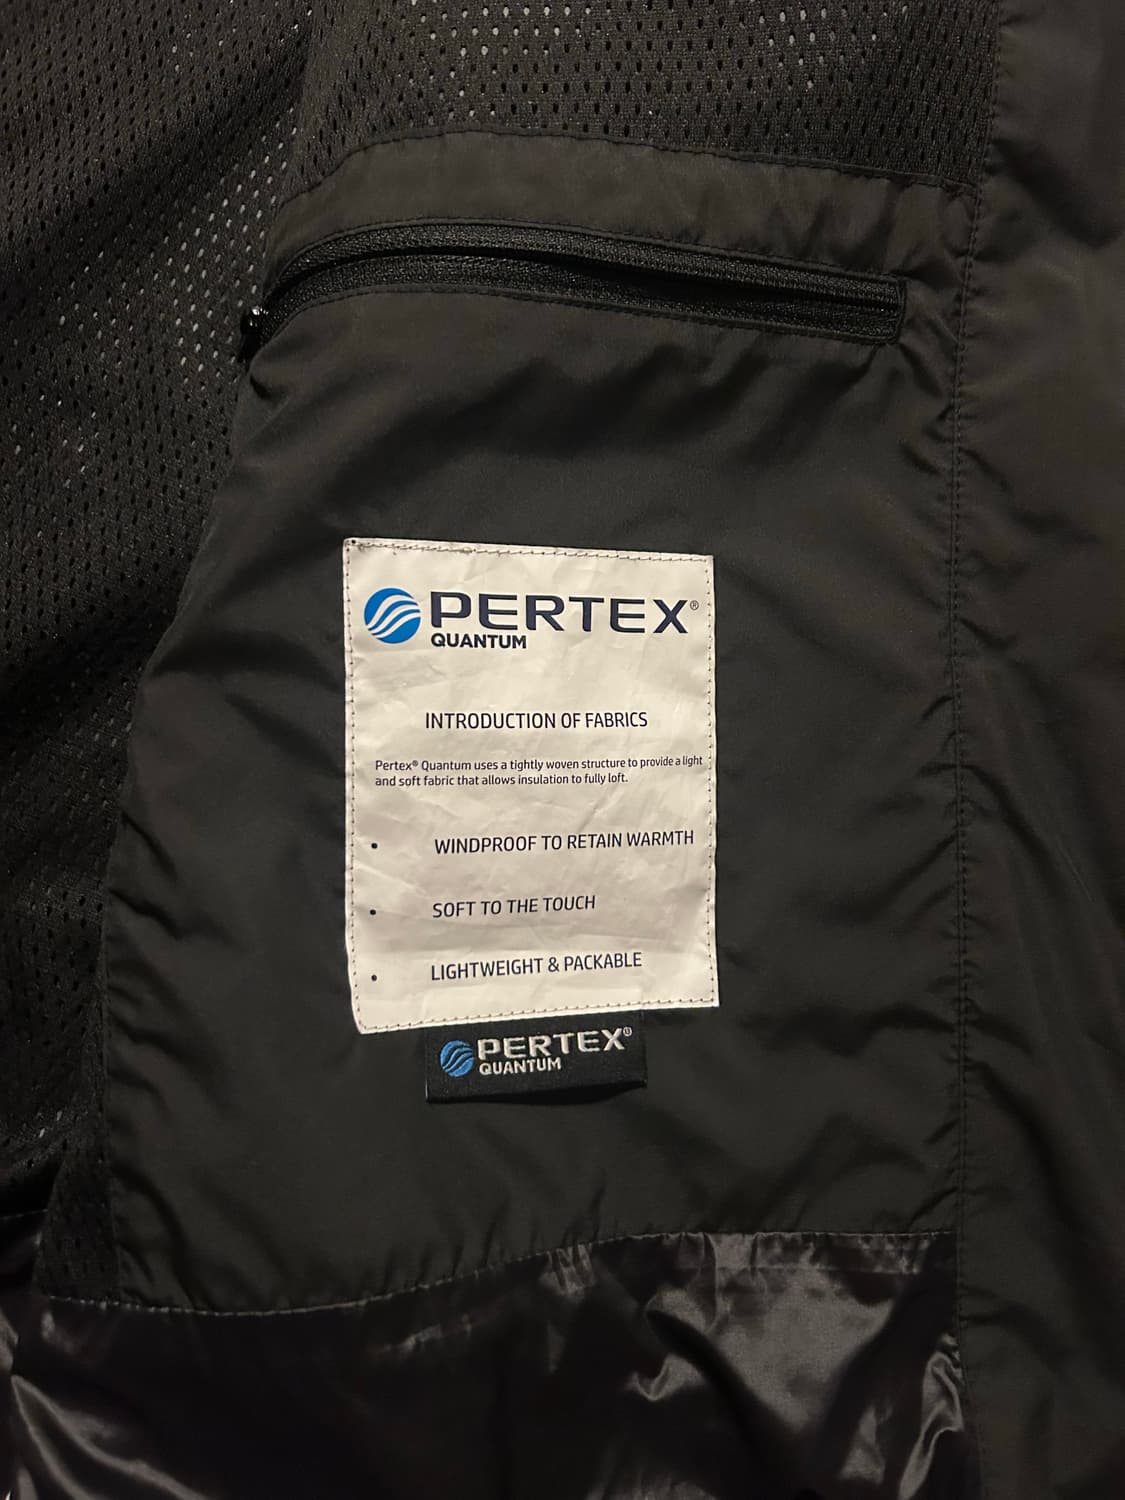 PERTEX®
QUANTUM
INTRODUCTION OF FABRICS
Pertex® Quantum uses a tightly woven structure to provide a light
and soft fabric that allows insulation to fully loft.
• WINDPROOF TO RETAIN WARMTH
• SOFT TO THE TOUCH
• LIGHTWEIGHT & PACKABLE
PERTEX®
QUANTUM